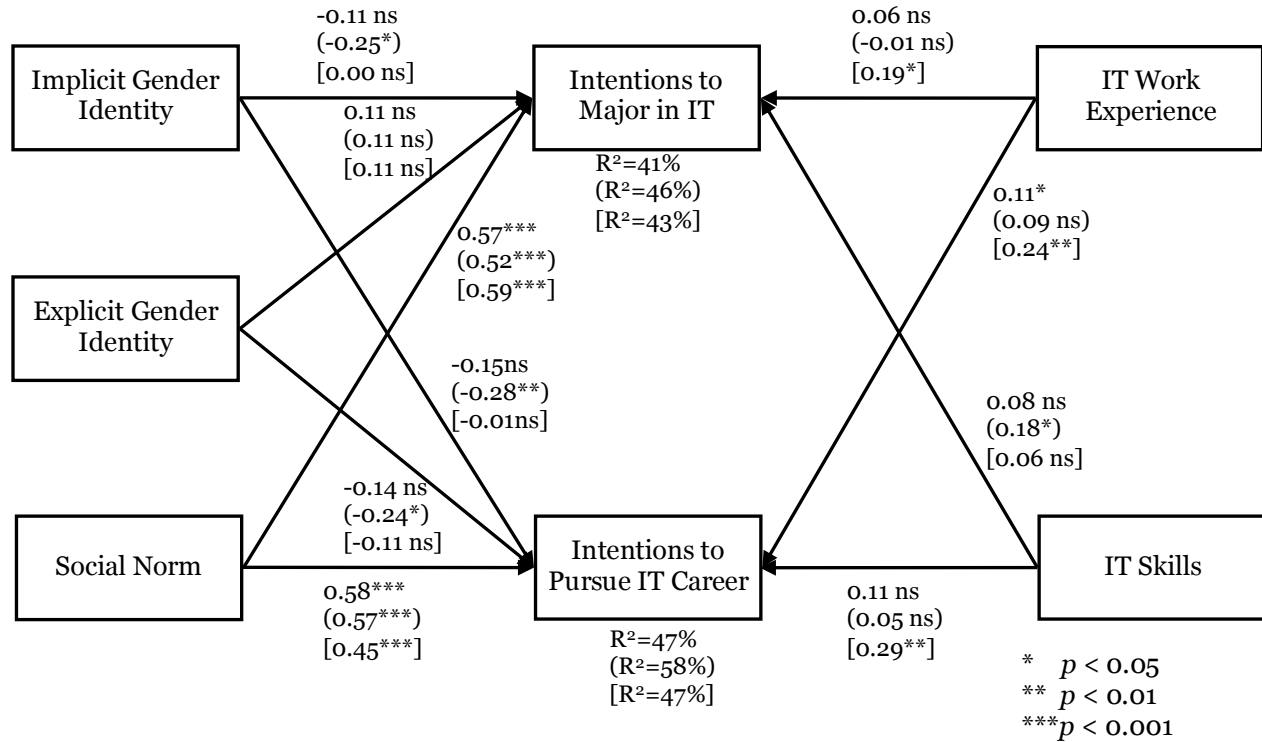 -0.11 ns
(-0.25*)
[0.00 ns]
0.06 ns
(-0.01 ns)
[0.19*]
Implicit Gender
Identity
Intentions to
Major in IT
IT Work
Experience
0.11 ns
(0.11 ns)
[0.11 ns]
R²=41%
(R²=46%)
[R²=43%]
0.11*
(0.09 ns)
[0.24**]
0.57***
(0.52***)
[0.59***]
Explicit Gender
Identity
-0.15ns
(-0.28**)
[-0.01ns]
0.08 ns
(0.18*)
[0.06 ns]
-0.14 ns
(-0.24*)
[-0.11 ns]
Social Norm
Intentions to
Pursue IT Career
IT Skills
0.58***
(0.57***)
[0.45***]
0.11 ns
(0.05 ns)
[0.29**]
R²=47%
(R²=58%)
[R²=47%]
* p < 0.05
** p < 0.01
***p < 0.001